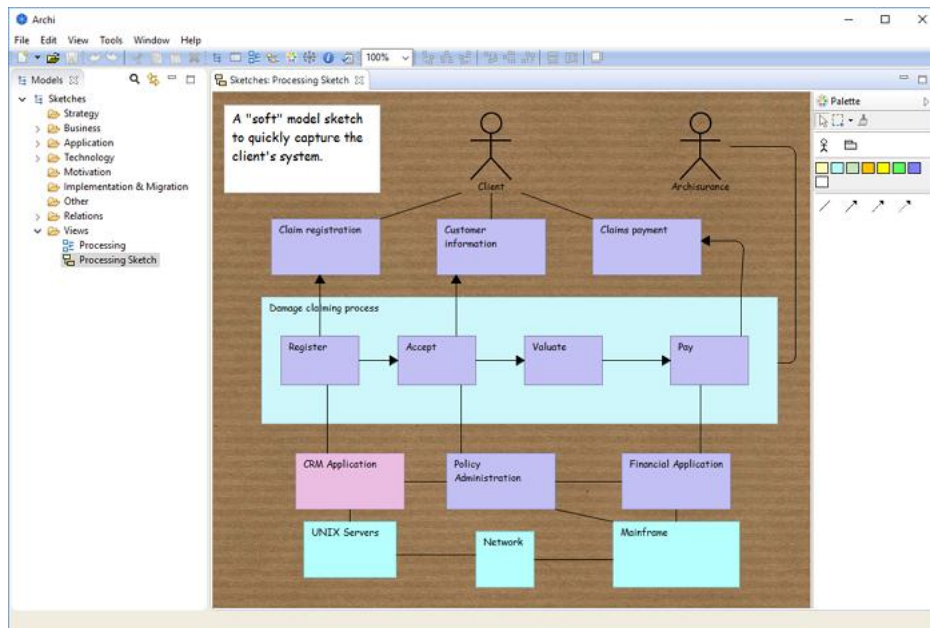 Archi
File Edit View Tools Window Help
100%
Models
Sketches: Processing Sketch
Sketches
Strategy
Business
Application
Technology
Motivation
Implementation & Migration
Other
Relations
Views
Processing
Processing Sketch
A "soft" model sketch
to quickly capture the
client's system.
Client
Archisurance
Claim registration
Customer
information
Claims payment
Damage claiming process
Register
Accept
Valuate
Pay
CRM Application
Policy
Administration
Financial Application
UNIX Servers
Network
Mainframe
Palette